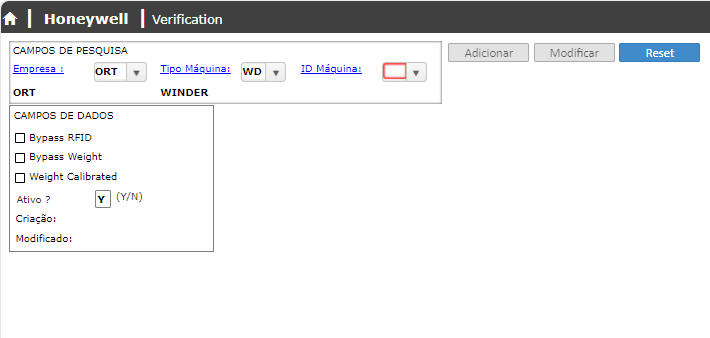 Honeywell Verification
CAMPOS DE PESQUISA
Empresa : ORT Tipo Máquina: WD ID Máquina:
ORT WINDER
Adicionar Modificar Reset
CAMPOS DE DADOS
Bypass RFID
Bypass Weight
Weight Calibrated
Ativo ? Y (Y/N)
Criação:
Modificado: